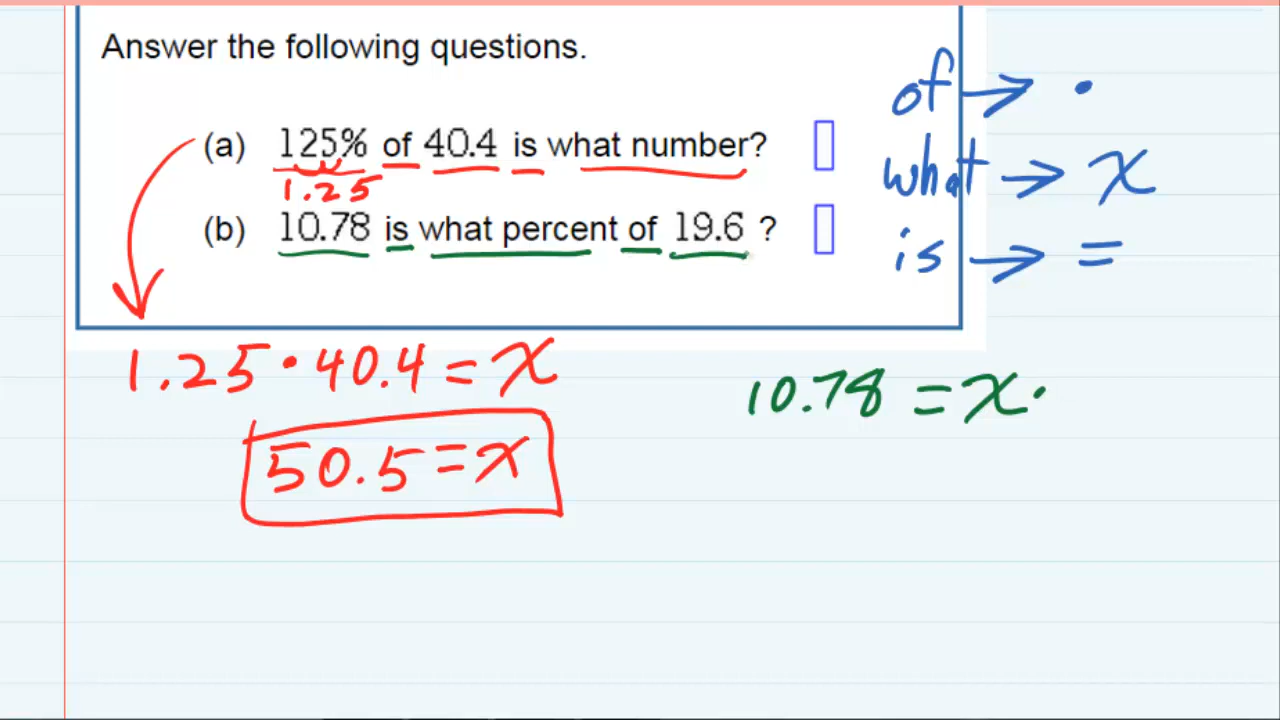 Answer the following questions.
(a) 125% of 40.4 is what number?
1.25
(b) 10.78 is what percent of 19.6 ?
of → ·
what → x
is → =
1.25 · 40.4 = x
50.5 = x
10.78 = x ·